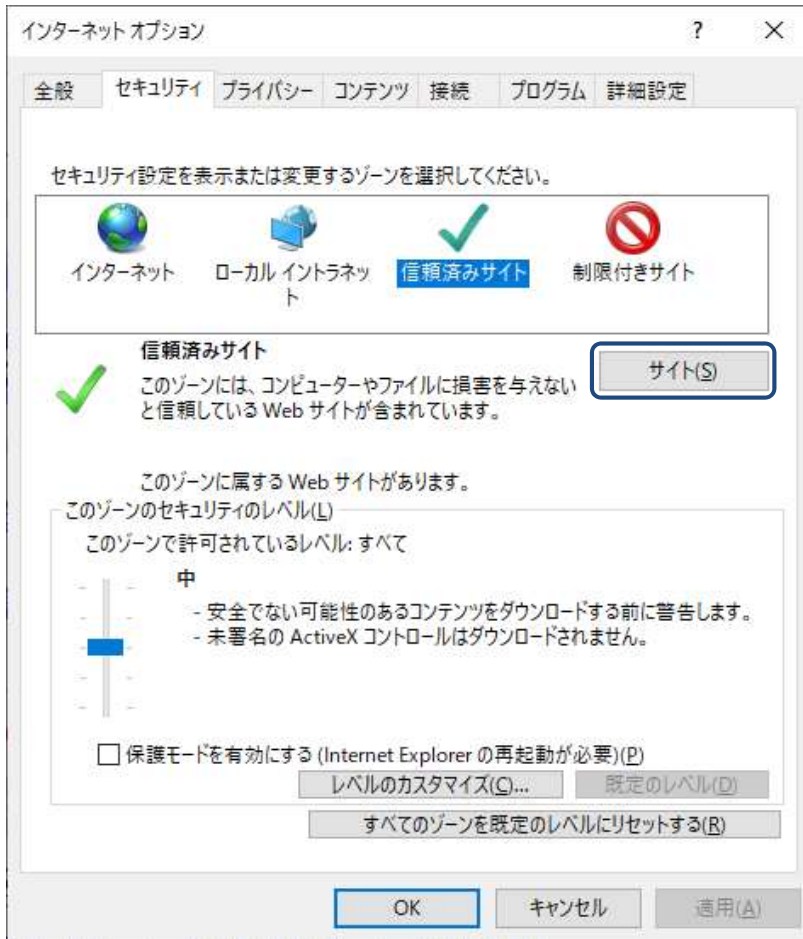 インターネット オプション ? ×
全般 セキュリティ プライバシー コンテンツ 接続 プログラム 詳細設定
セキュリティ設定を表示または変更するゾーンを選択してください。
インターネット ローカル イントラネッ 信頼済みサイト 制限付きサイト
ト
信頼済みサイト
サイト(S)
このゾーンには、コンピューターやファイルに損害を与えない
と信頼している Web サイトが含まれています。
このゾーンに属する Web サイトがあります。
このゾーンのセキュリティのレベル(L)
このゾーンで許可されているレベル: すべて
中
- 安全でない可能性のあるコンテンツをダウンロードする前に警告します。
- 未署名の ActiveX コントロールはダウンロードされません。
保護モードを有効にする (Internet Explorer の再起動が必要)(P)
レベルのカスタマイズ(C)... 既定のレベル(D)
すべてのゾーンを既定のレベルにリセットする(R)
OK キャンセル 適用(A)